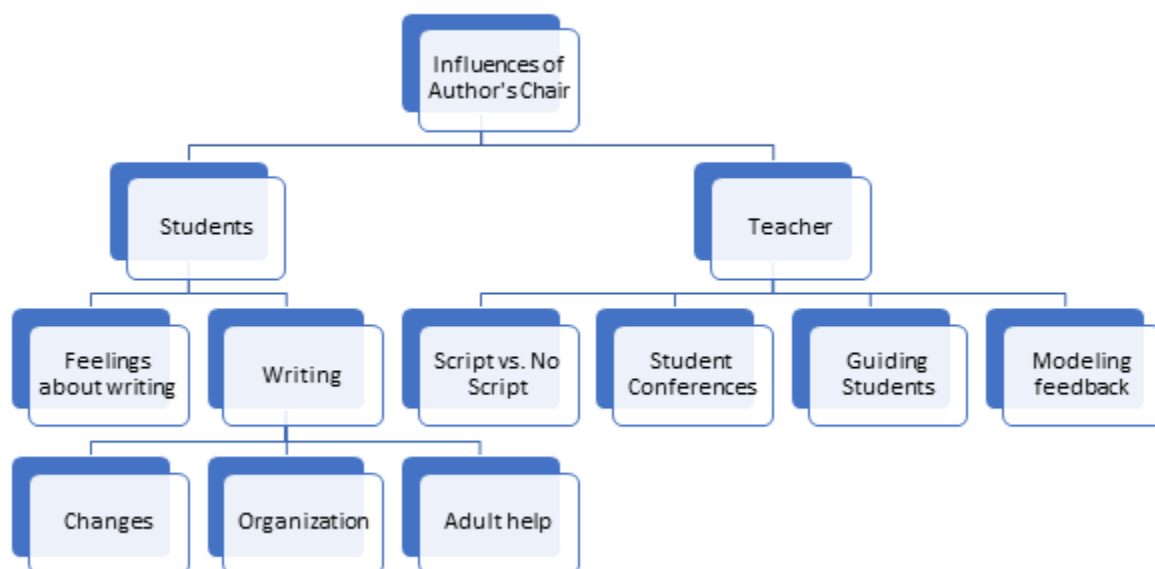 Influences of
Author's Chair
Students
Teacher
Feelings
about writing
Writing
Script vs. No
Script
Student
Conferences
Guiding
Students
Modeling
feedback
Changes
Organization
Adult help